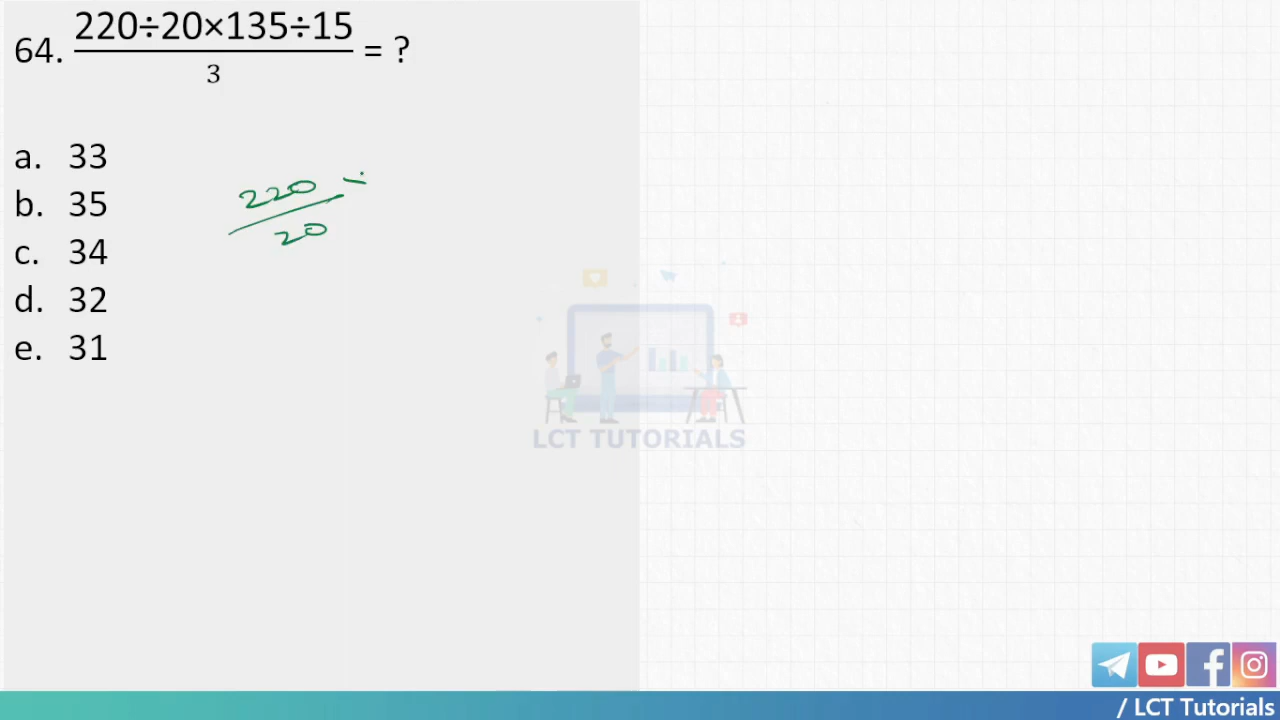 220÷20×135÷15
64. = ?
3
a. 33
b. 35
c. 34
d. 32
e. 31
220 ÷
20
LCT TUTORIALS
/ LCT Tutorials